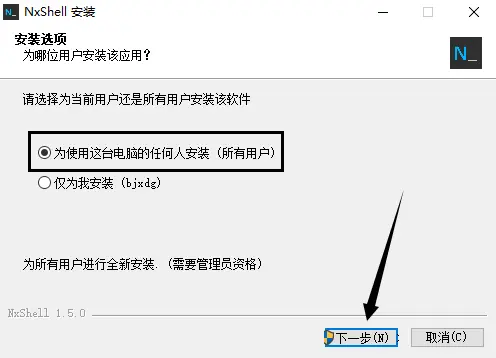 NxShell 安装
安装选项
为哪位用户安装该应用?
N_
请选择为当前用户还是所有用户安装该软件
为使用这台电脑的任何人安装 (所有用户)
仅为我安装 (bjxdg)
为所有用户进行全新安装. (需要管理员资格)
NxShell 1.5.0
下一步(N)
取消(C)